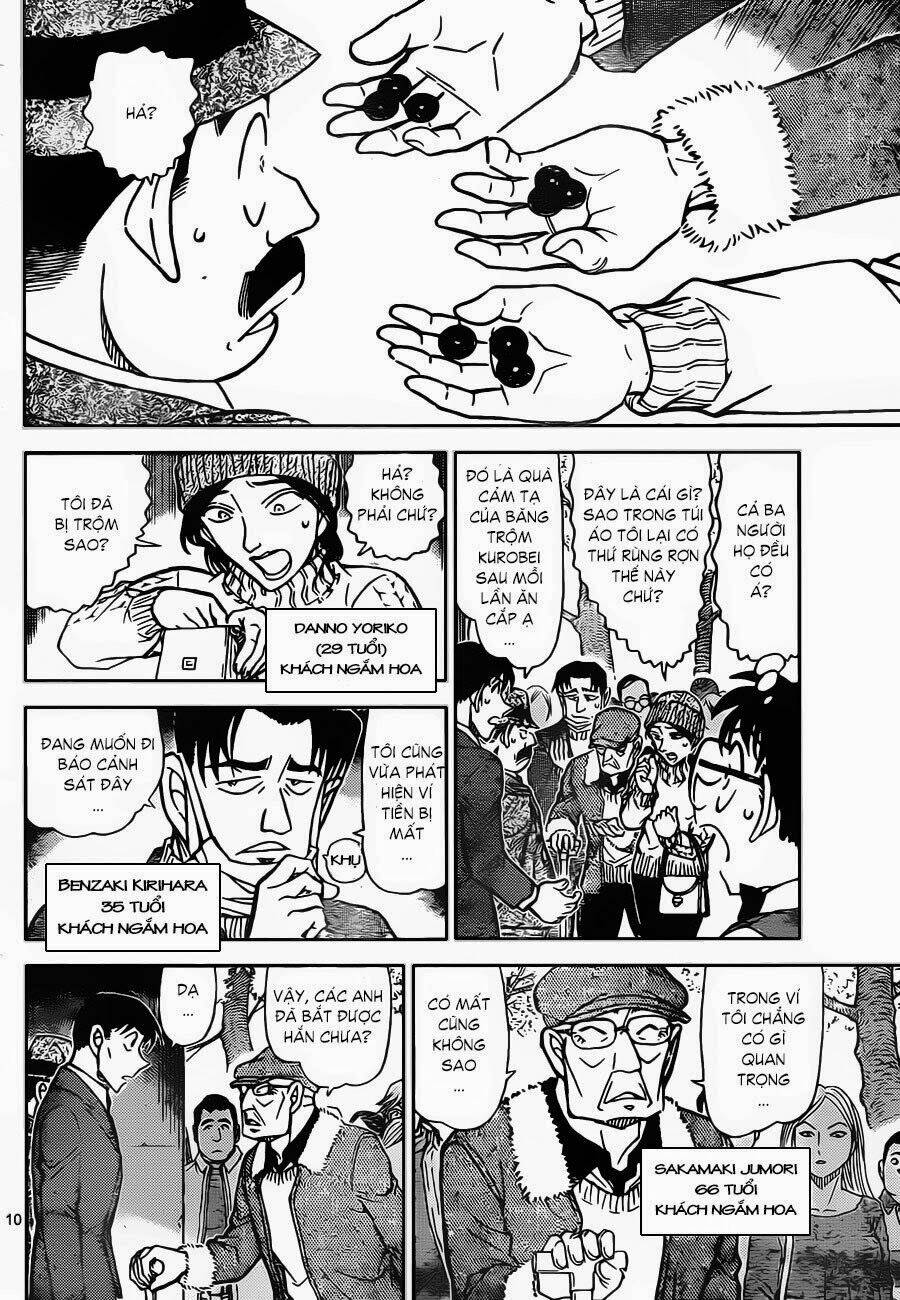 HẢ?
CẢ BA
NGƯỜI
HỌ ĐỀU
CÓ
Á?
ĐÂY LÀ CÁI GÌ?
SAO TRONG TÚI
ÁO TÔI LẠI CÓ
THỨ RÙNG RỢN
THẾ NÀY
CHỨ?
ĐÓ LÀ QUÀ
CẢM TẠ
CỦA BĂNG
TRỘM
KUROBEI
SAU MỖI
LẦN ĂN
CẮP Ạ
...
HẢ?
KHÔNG
PHẢI CHỨ?
TÔI ĐÃ
BỊ TRỘM
SAO?
DANNO YORIKO
(29 TUỔI)
KHÁCH NGẮM HOA
TÔI CŨNG
VỪA PHÁT
HIỆN VÍ
TIỀN BỊ
MẤT
...
KHỤ
ĐANG MUỐN ĐI
BÁO CẢNH
SÁT ĐÂY
...
BENZAKI KIRIHARA
35 TUỔI
KHÁCH NGẮM HOA
TRONG VÍ
TÔI CHẲNG
CÓ GÌ
QUAN
TRỌNG
...
CÓ MẤT
CŨNG
KHÔNG
SAO
...
SAKAMAKI JUMORI
66 TUỔI
KHÁCH NGẮM HOA
VẬY, CÁC ANH
ĐÃ BẮT ĐƯỢC
HẮN CHƯA?
DẠ
...
10